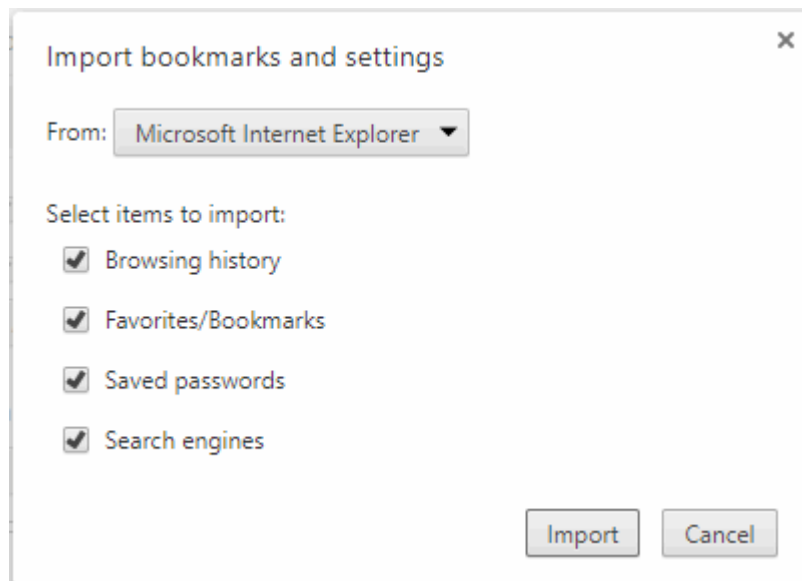 Import bookmarks and settings
From: Microsoft Internet Explorer
Select items to import:
Browsing history
Favorites/Bookmarks
Saved passwords
Search engines
Import Cancel